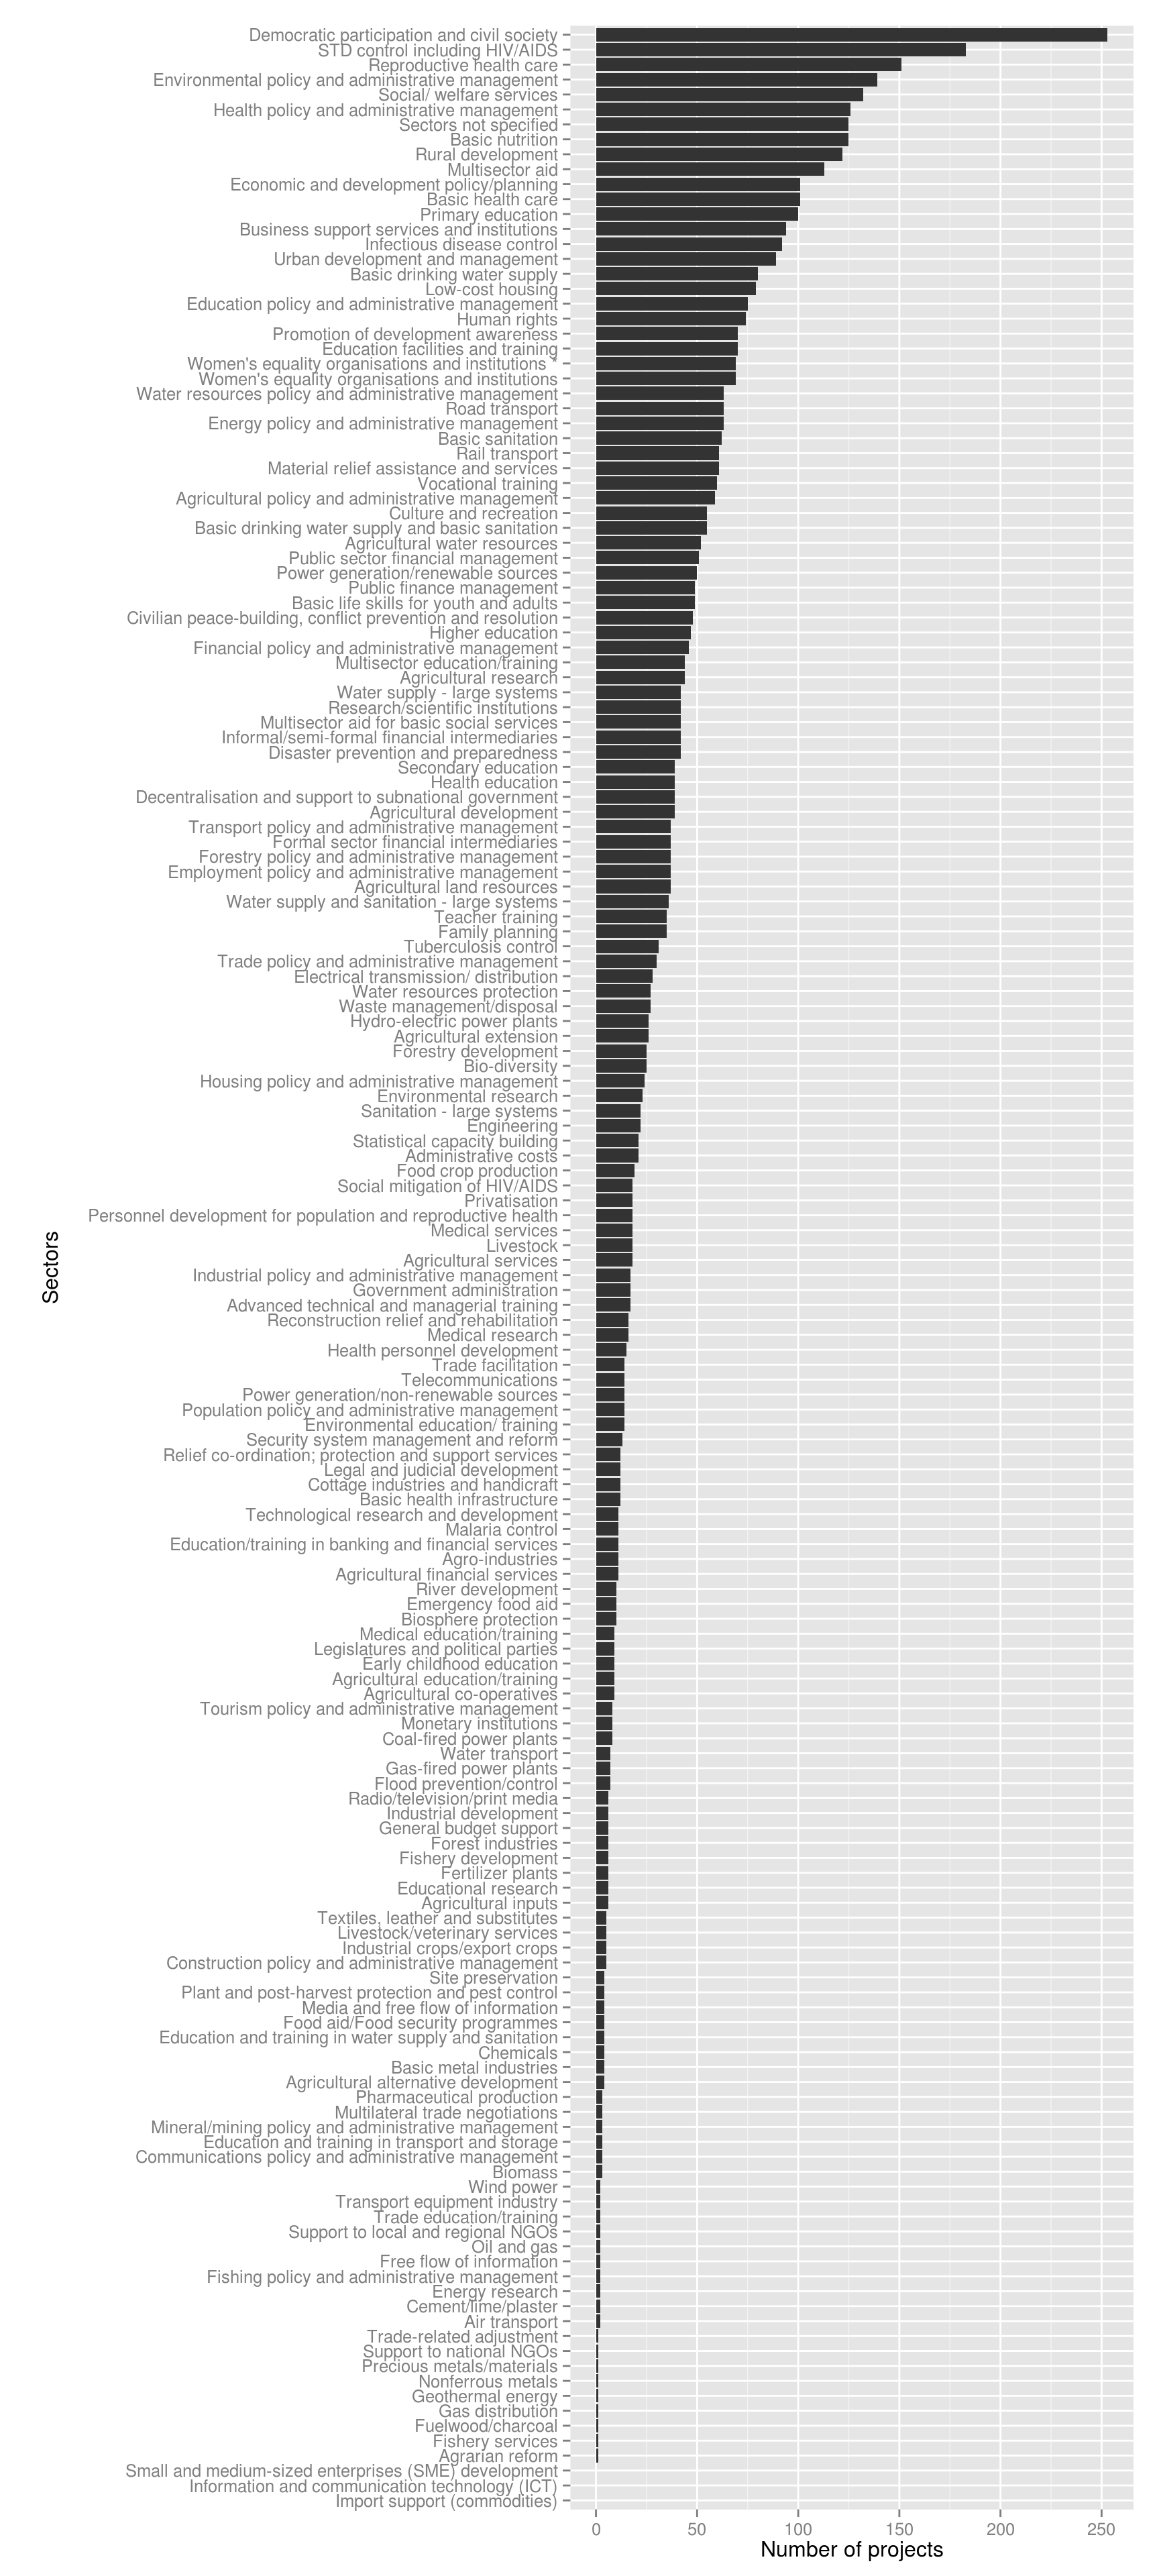 Democratic participation and civil society
STD control including HIV/AIDS
Reproductive health care
Environmental policy and administrative management
Social/ welfare services
Health policy and administrative management
Sectors not specified
Basic nutrition
Rural development
Multisector aid
Economic and development policy/planning
Basic health care
Primary education
Business support services and institutions
Infectious disease control
Urban development and management
Basic drinking water supply
Low-cost housing
Education policy and administrative management
Human rights
Promotion of development awareness
Education facilities and training
Women's equality organisations and institutions *
Women's equality organisations and institutions
Water resources policy and administrative management
Road transport
Energy policy and administrative management
Basic sanitation
Rail transport
Material relief assistance and services
Vocational training
Agricultural policy and administrative management
Culture and recreation
Basic drinking water supply and basic sanitation
Agricultural water resources
Public sector financial management
Power generation/renewable sources
Public finance management
Basic life skills for youth and adults
Civilian peace-building, conflict prevention and resolution
Higher education
Financial policy and administrative management
Multisector education/training
Agricultural research
Water supply - large systems
Research/scientific institutions
Multisector aid for basic social services
Informal/semi-formal financial intermediaries
Disaster prevention and preparedness
Secondary education
Health education
Decentralisation and support to subnational government
Agricultural development
Transport policy and administrative management
Formal sector financial intermediaries
Forestry policy and administrative management
Employment policy and administrative management
Agricultural land resources
Water supply and sanitation - large systems
Teacher training
Family planning
Tuberculosis control
Trade policy and administrative management
Electrical transmission/ distribution
Water resources protection
Waste management/disposal
Hydro-electric power plants
Agricultural extension
Forestry development
Bio-diversity
Housing policy and administrative management
Environmental research
Sanitation - large systems
Engineering
Statistical capacity building
Administrative costs
Food crop production
Social mitigation of HIV/AIDS
Privatisation
Personnel development for population and reproductive health
Medical services
Livestock
Agricultural services
Industrial policy and administrative management
Government administration
Advanced technical and managerial training
Reconstruction relief and rehabilitation
Medical research
Health personnel development
Trade facilitation
Telecommunications
Power generation/non-renewable sources
Population policy and administrative management
Environmental education/ training
Security system management and reform
Relief co-ordination; protection and support services
Legal and judicial development
Cottage industries and handicraft
Basic health infrastructure
Technological research and development
Malaria control
Education/training in banking and financial services
Agro-industries
Agricultural financial services
River development
Emergency food aid
Biosphere protection
Medical education/training
Legislatures and political parties
Early childhood education
Agricultural education/training
Agricultural co-operatives
Tourism policy and administrative management
Monetary institutions
Coal-fired power plants
Water transport
Gas-fired power plants
Flood prevention/control
Radio/television/print media
Industrial development
General budget support
Forest industries
Fishery development
Fertilizer plants
Educational research
Agricultural inputs
Textiles, leather and substitutes
Livestock/veterinary services
Industrial crops/export crops
Construction policy and administrative management
Site preservation
Plant and post-harvest protection and pest control
Media and free flow of information
Food aid/Food security programmes
Education and training in water supply and sanitation
Chemicals
Basic metal industries
Agricultural alternative development
Pharmaceutical production
Multilateral trade negotiations
Mineral/mining policy and administrative management
Education and training in transport and storage
Communications policy and administrative management
Biomass
Wind power
Transport equipment industry
Trade education/training
Support to local and regional NGOs
Oil and gas
Free flow of information
Fishing policy and administrative management
Energy research
Cement/lime/plaster
Air transport
Trade-related adjustment
Support to national NGOs
Precious metals/materials
Nonferrous metals
Geothermal energy
Gas distribution
Fuelwood/charcoal
Fishery services
Agrarian reform
Small and medium-sized enterprises (SME) development
Information and communication technology (ICT)
Import support (commodities)
Sectors
0 50 100 150 200 250
Number of projects